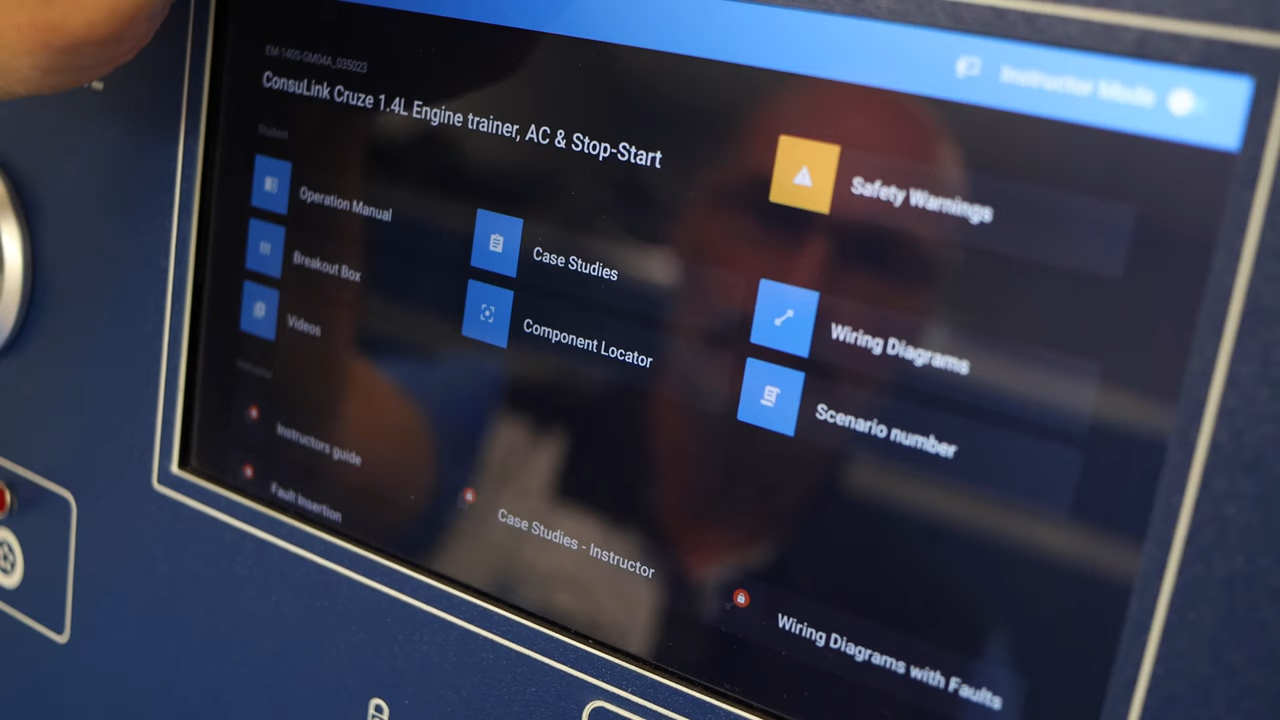 EM-1405-GM04A_035023
Instructor Mode
ConsuLink Cruze 1.4L Engine trainer, AC & Stop-Start
Student
Safety Warnings
Operation Manual
Case Studies
Wiring Diagrams
Breakout Box
Component Locator
Scenario number
Videos
Instructor
Instructors guide
Fault Insertion
Case Studies - Instructor
Wiring Diagrams with Faults